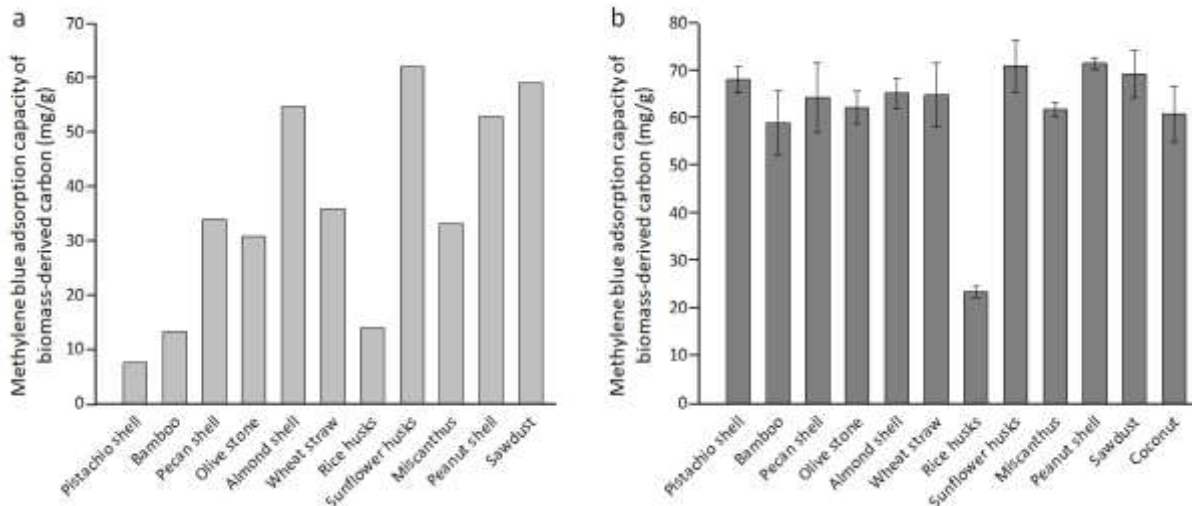 a
Methylene blue adsorption capacity of
biomass-derived carbon (mg/g)
70
60
50
40
30
20
10
0
Pistachio shell
Bamboo
Pecan shell
Olive stone
Almond shell
Wheat straw
Rice husks
Sunflower husks
Miscanthus
Peanut shell
Sawdust
b
Methylene blue adsorption capacity of
biomass-derived carbon (mg/g)
80
70
60
50
40
30
20
10
0
Pistachio shell
Bamboo
Pecan shell
Olive stone
Almond shell
Wheat straw
Rice husks
Sunflower husks
Miscanthus
Peanut shell
Sawdust
Coconut